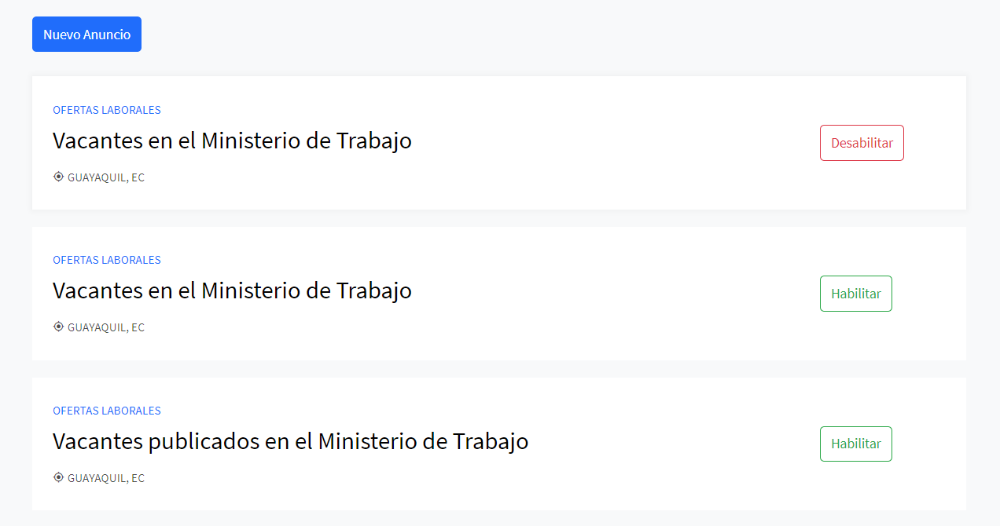 Nuevo Anuncio
OFERTAS LABORALES
Vacantes en el Ministerio de Trabajo
GUAYAQUIL, EC
Desabilitar
OFERTAS LABORALES
Vacantes en el Ministerio de Trabajo
GUAYAQUIL, EC
Habilitar
OFERTAS LABORALES
Vacantes publicados en el Ministerio de Trabajo
GUAYAQUIL, EC
Habilitar